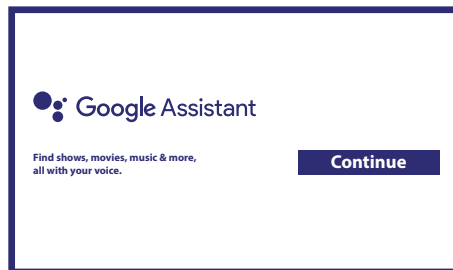 Google Assistant
Find shows, movies, music & more,
all with your voice.
Continue